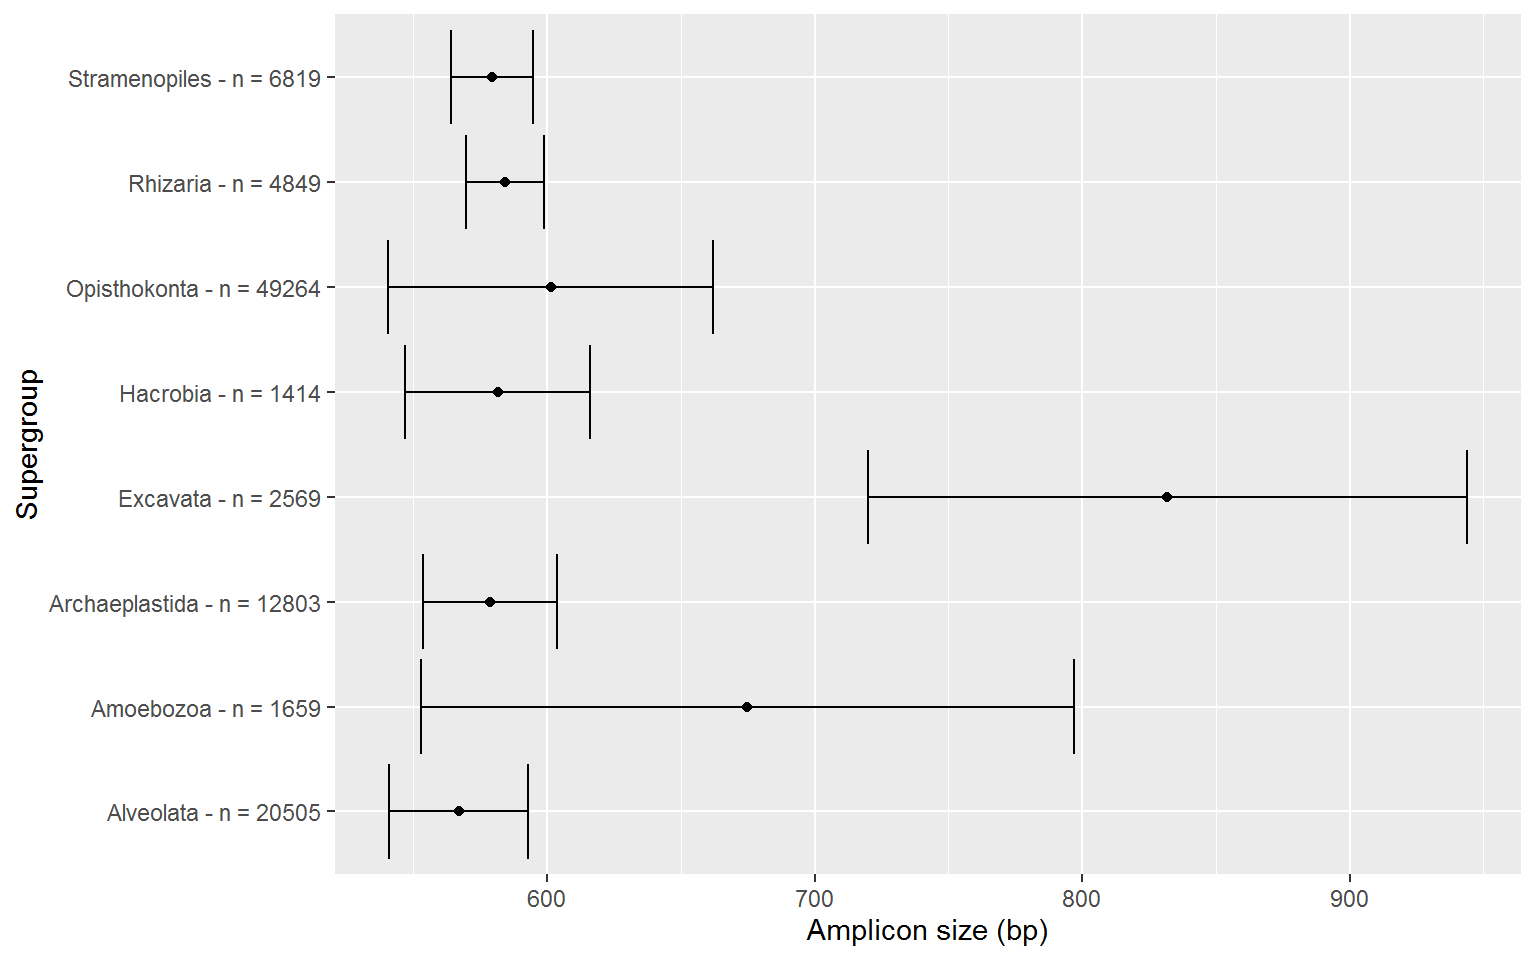 Stramenopiles - n = 6819
Rhizaria - n = 4849
Opisthokonta - n = 49264
Hacrobia - n = 1414
Excavata - n = 2569
Archaeplastida - n = 12803
Amoebozoa - n = 1659
Alveolata - n = 20505
Supergroup
600 700 800 900
Amplicon size (bp)